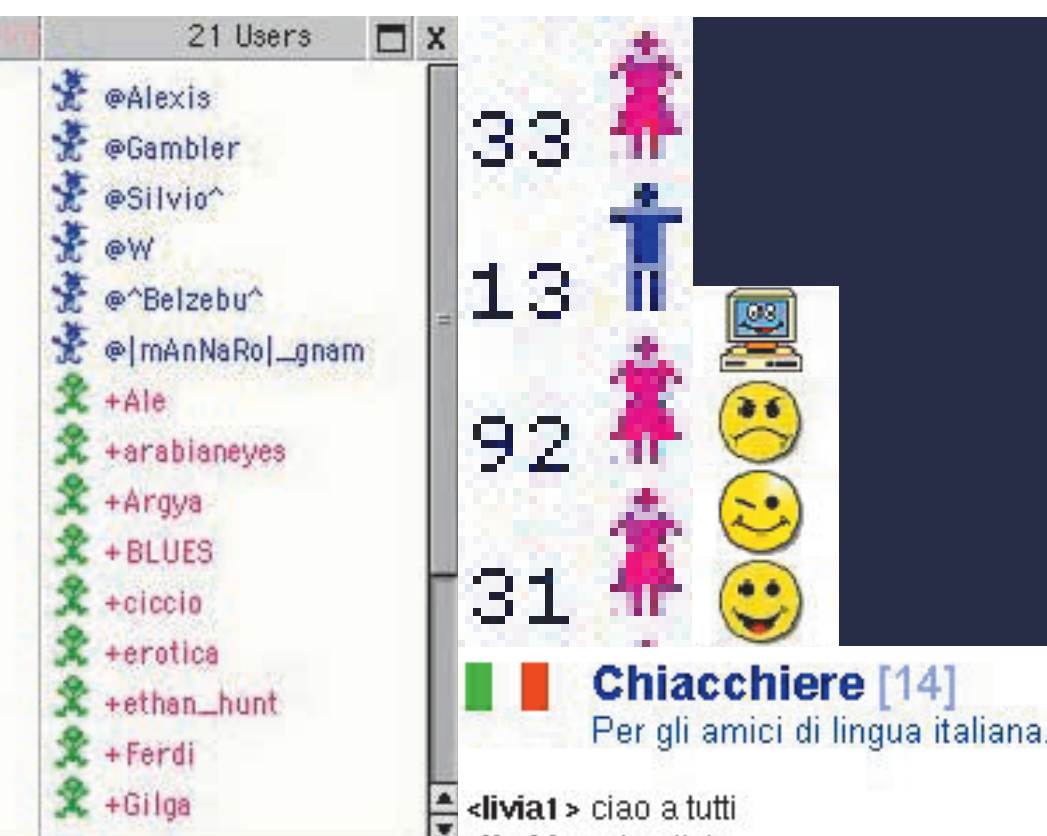 21 Users
X
@Alexis
@Gambler
@Silvio^
@W
@^Belzebu^
@|mAnNaRo|_gnam
+Ale
+arabianeyes
+Argya
+BLUES
+ciccio
+erotica
+ethan_hunt
+Ferdi
+Gilga
33
13
92
31
Chiacchiere [14]
Per gli amici di lingua italiana.
<livia1> ciao a tutti